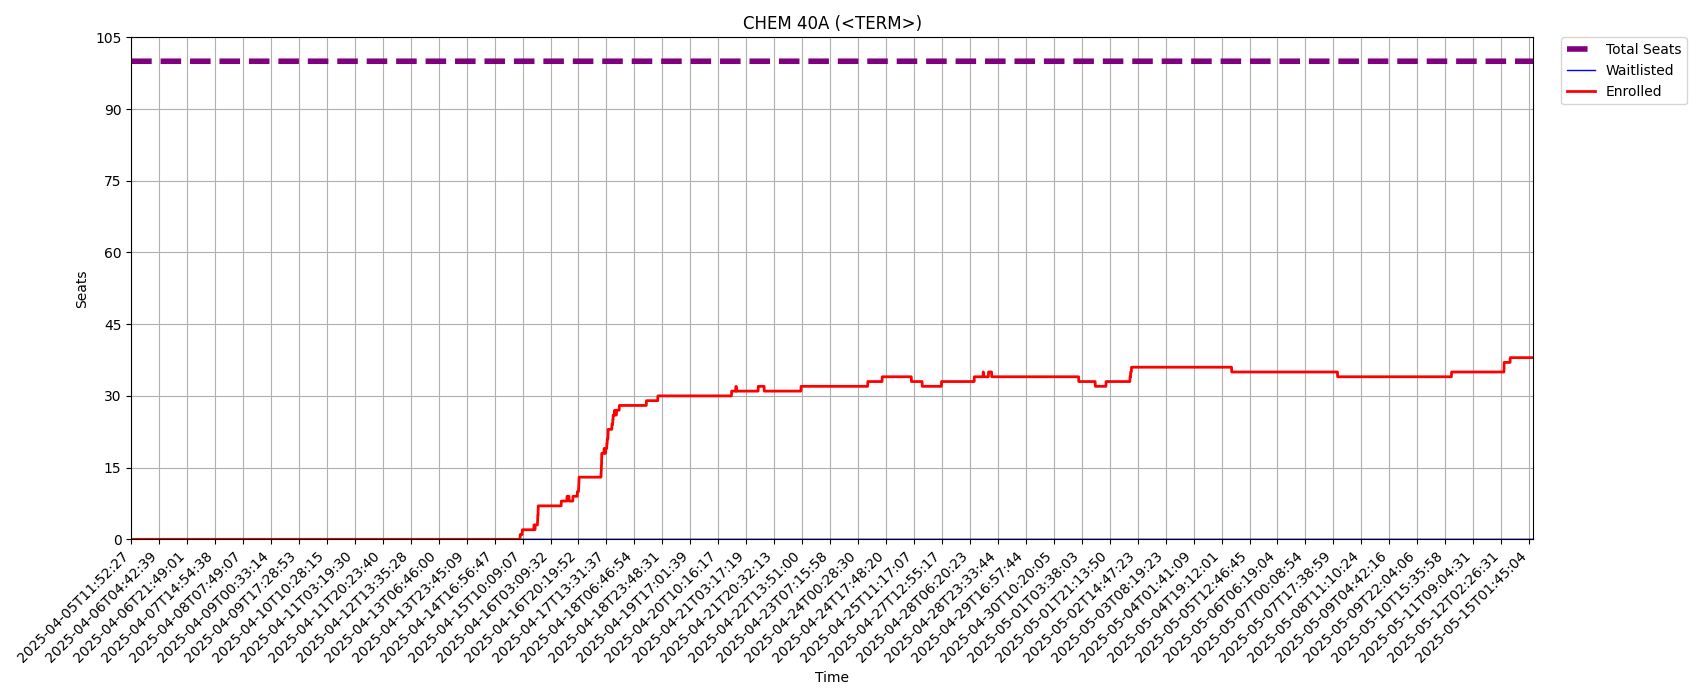 CHEM 40A (<TERM>)
Total Seats
Waitlisted
Enrolled
Seats
105
90
75
60
45
30
15
0
2025-04-05T11:52:27
2025-04-06T04:42:39
2025-04-06T21:49:01
2025-04-07T14:54:38
2025-04-08T07:49:07
2025-04-09T00:33:14
2025-04-09T17:28:53
2025-04-10T10:28:15
2025-04-11T03:19:30
2025-04-11T20:23:40
2025-04-12T13:35:28
2025-04-13T06:46:00
2025-04-13T23:45:09
2025-04-14T16:56:47
2025-04-15T10:09:07
2025-04-16T03:09:32
2025-04-16T20:19:52
2025-04-17T13:31:37
2025-04-18T06:46:54
2025-04-18T23:48:31
2025-04-19T17:01:39
2025-04-20T10:16:17
2025-04-21T03:17:19
2025-04-21T20:32:13
2025-04-22T13:51:00
2025-04-23T07:15:58
2025-04-24T00:28:30
2025-04-24T17:48:20
2025-04-25T11:17:07
2025-04-27T12:55:17
2025-04-28T06:20:23
2025-04-28T23:33:44
2025-04-29T16:57:44
2025-04-30T10:20:05
2025-05-01T03:38:03
2025-05-01T21:13:50
2025-05-02T14:47:23
2025-05-03T08:19:23
2025-05-04T01:41:09
2025-05-04T19:12:01
2025-05-05T12:46:45
2025-05-06T06:19:04
2025-05-07T00:08:54
2025-05-07T17:38:59
2025-05-08T11:10:24
2025-05-09T04:42:16
2025-05-09T22:04:06
2025-05-10T15:35:58
2025-05-11T09:04:31
2025-05-12T02:26:31
2025-05-15T01:45:04
Time